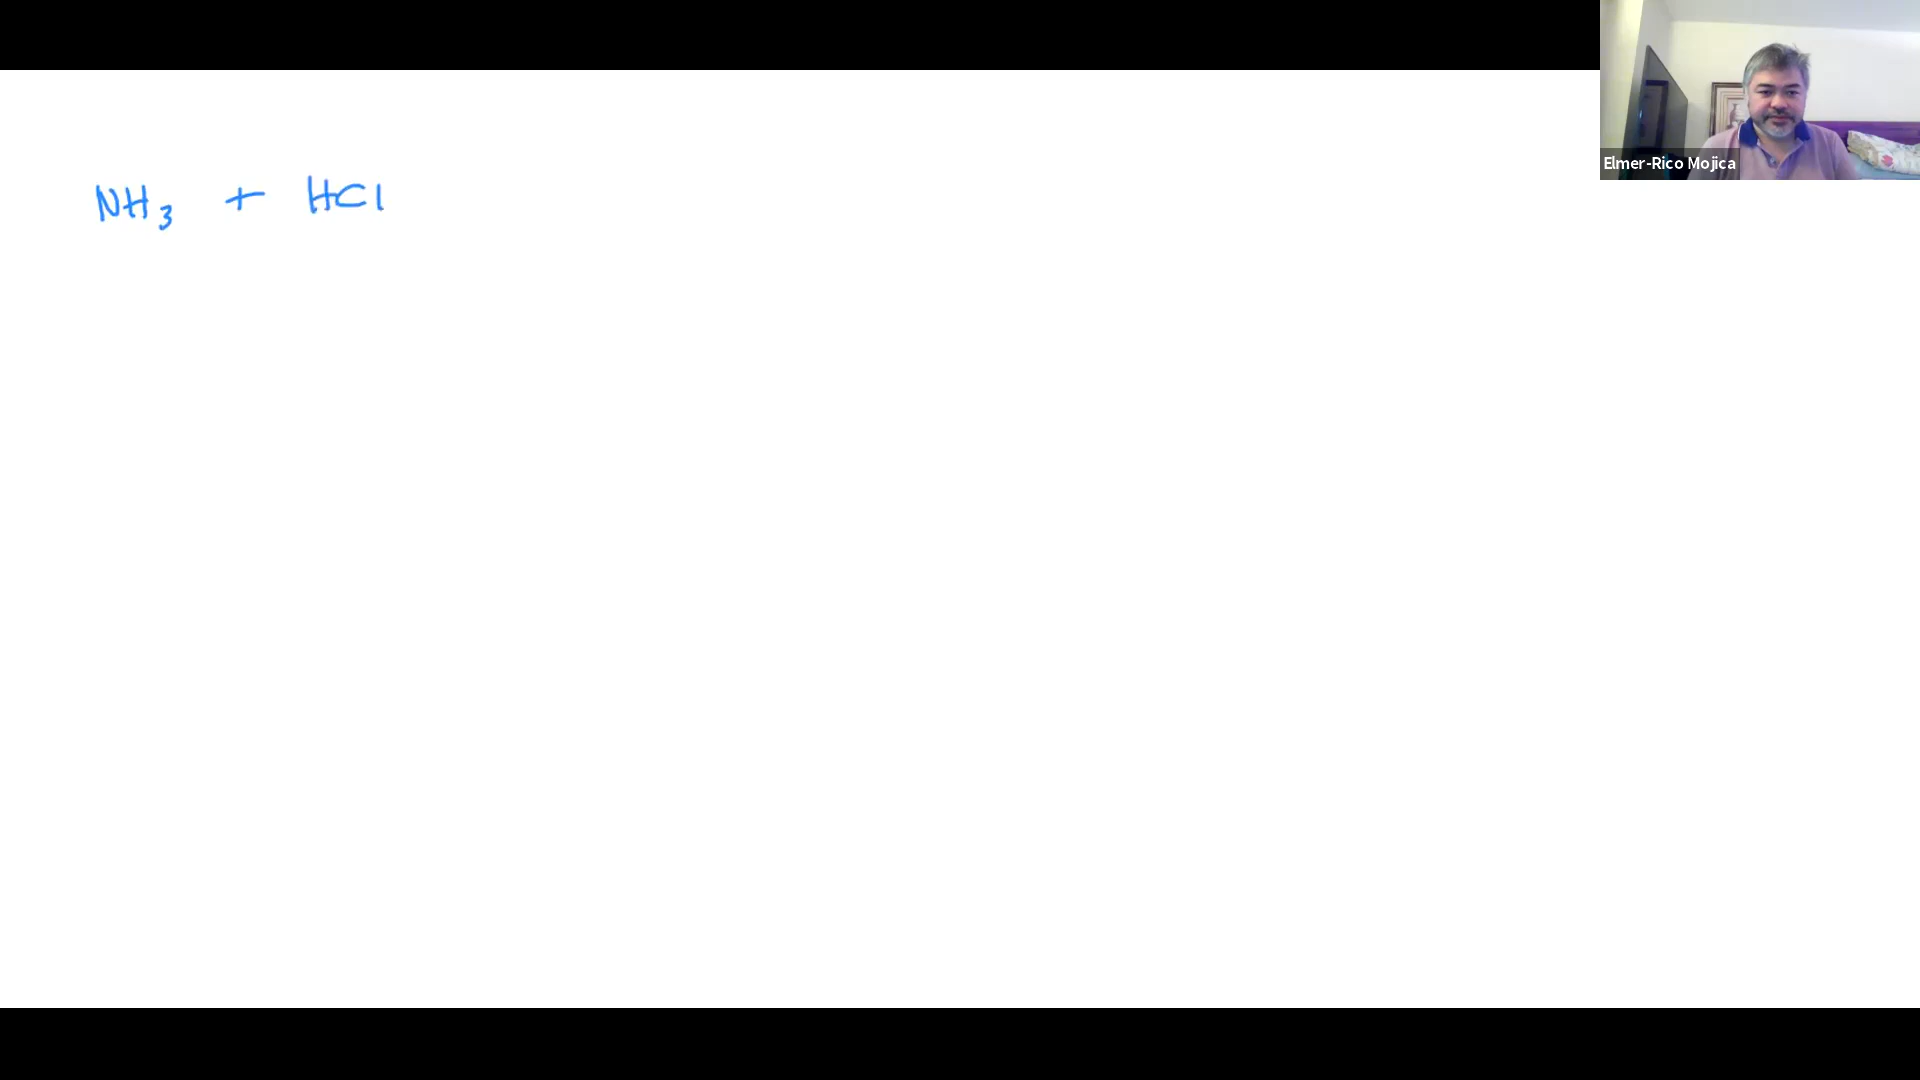 NH₃ + HCl
Elmer-Rico Mojica